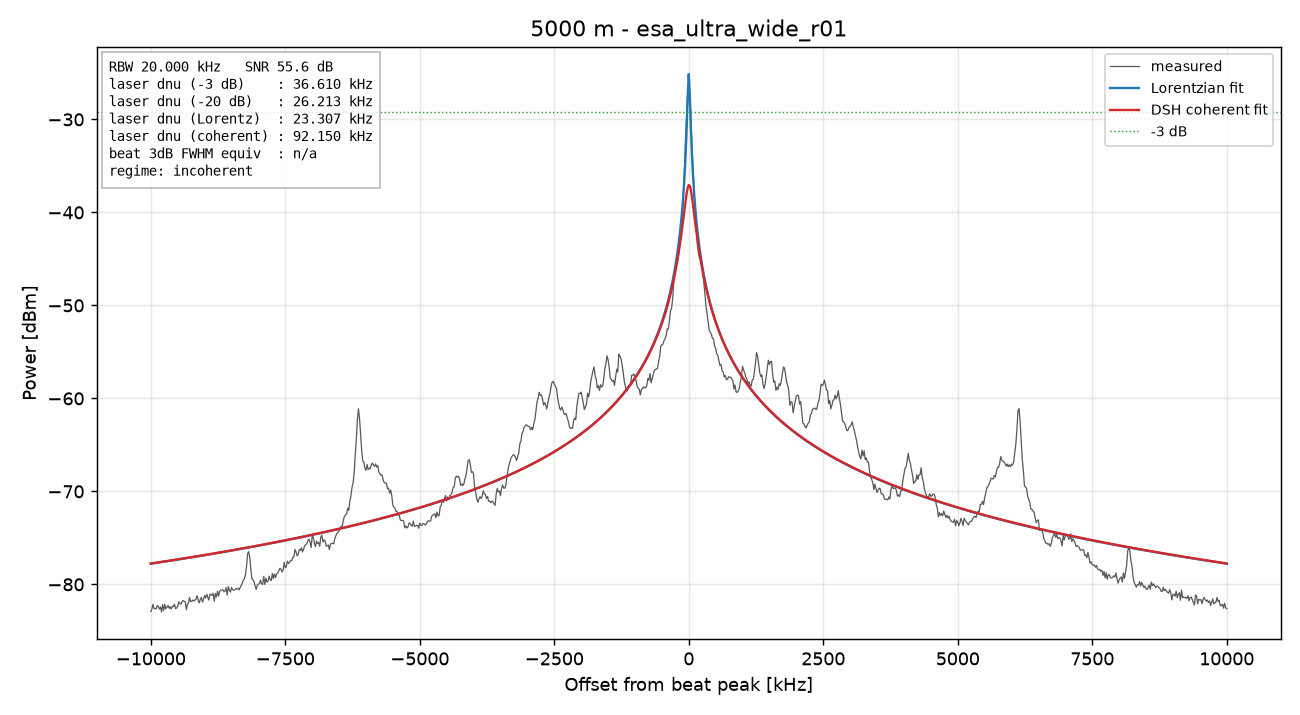 5000 m - esa_ultra_wide_r01
RBW 20.000 kHz   SNR 55.6 dB
laser dnu (-3 dB)    : 36.610 kHz
laser dnu (-20 dB)   : 26.213 kHz
laser dnu (Lorentz)  : 23.307 kHz
laser dnu (coherent) : 92.150 kHz
beat 3dB FWHM equiv  : n/a
regime: incoherent
measured
Lorentzian fit
DSH coherent fit
-3 dB
Power [dBm]
−30
−40
−50
−60
−70
−80
−10000 −7500 −5000 −2500 0 2500 5000 7500 10000
Offset from beat peak [kHz]